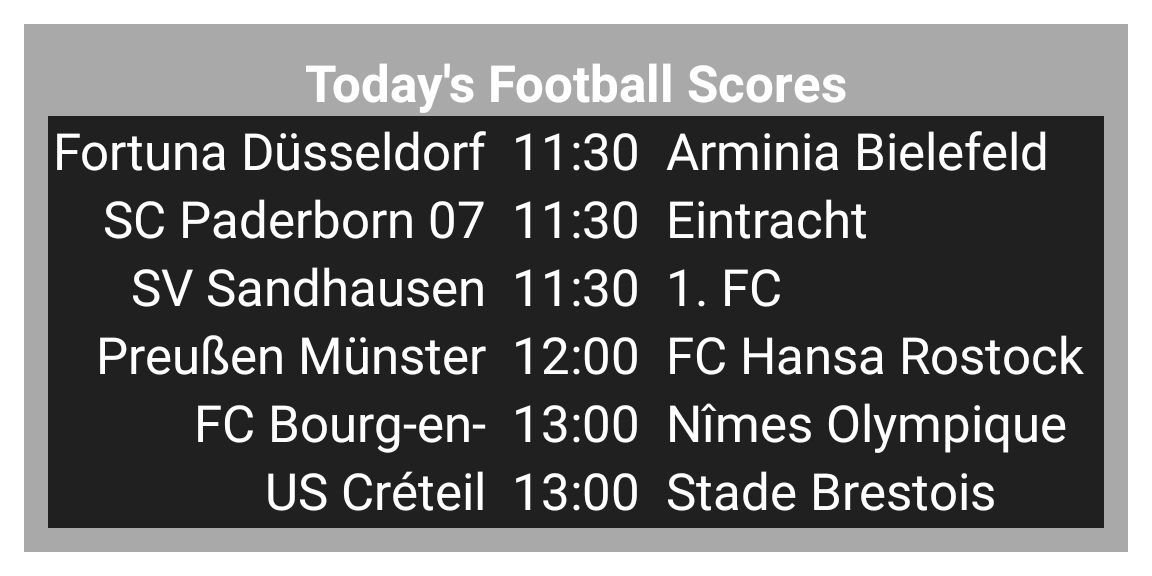 Today's Football Scores
Fortuna Düsseldorf 11:30 Arminia Bielefeld
SC Paderborn 07 11:30 Eintracht
SV Sandhausen 11:30 1. FC
Preußen Münster 12:00 FC Hansa Rostock
FC Bourg-en- 13:00 Nîmes Olympique
US Créteil 13:00 Stade Brestois